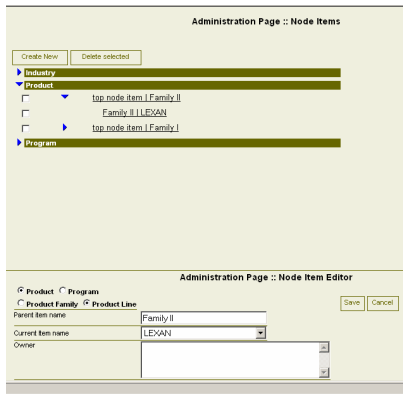 Administration Page :: Node Items
Create New Delete selected
Industry
Product
top node item | Family II
Family II | LEXAN
top node item | Family I
Program
Administration Page :: Node Item Editor
Product Program
Product Family Product Line
Save Cancel
Parent item name Family II
Current Item name LEXAN
Owner